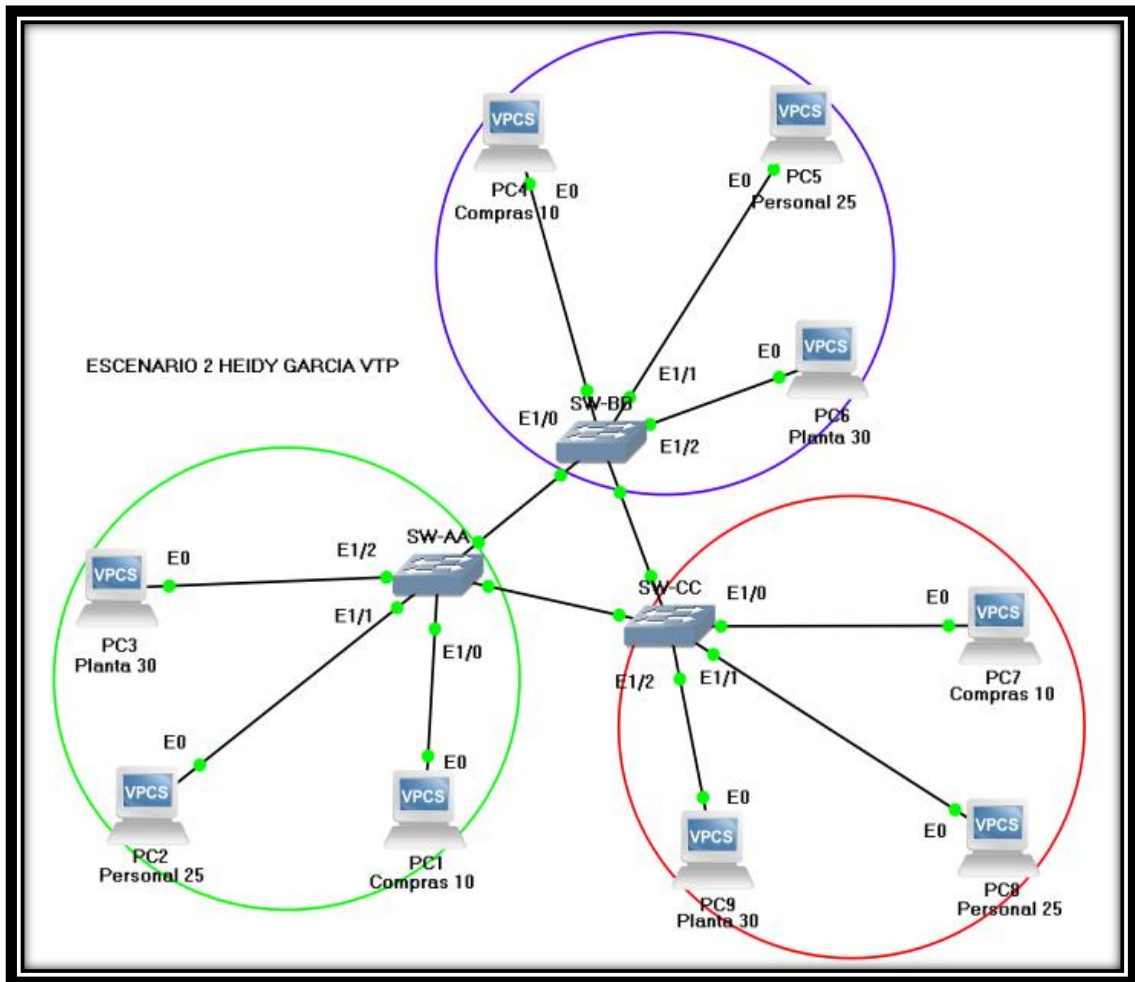 VPCS
PC4
E0
Compras 10
VPCS
E0
PC5
Personal 25
ESCENARIO 2 HEIDY GARCIA VTP
E1/0
SW-BB
E1/1
E1/2
E0
VPCS
PC6
Planta 30
SW-AA
E1/2
E1/1
E1/0
VPCS
E0
PC3
Planta 30
E0
VPCS
PC2
Personal 25
E0
VPCS
PC1
Compras 10
SW-CC
E1/0
E1/2
E1/1
E0
VPCS
PC7
Compras 10
E0
VPCS
PC9
Planta 30
E0
VPCS
PC8
Personal 25